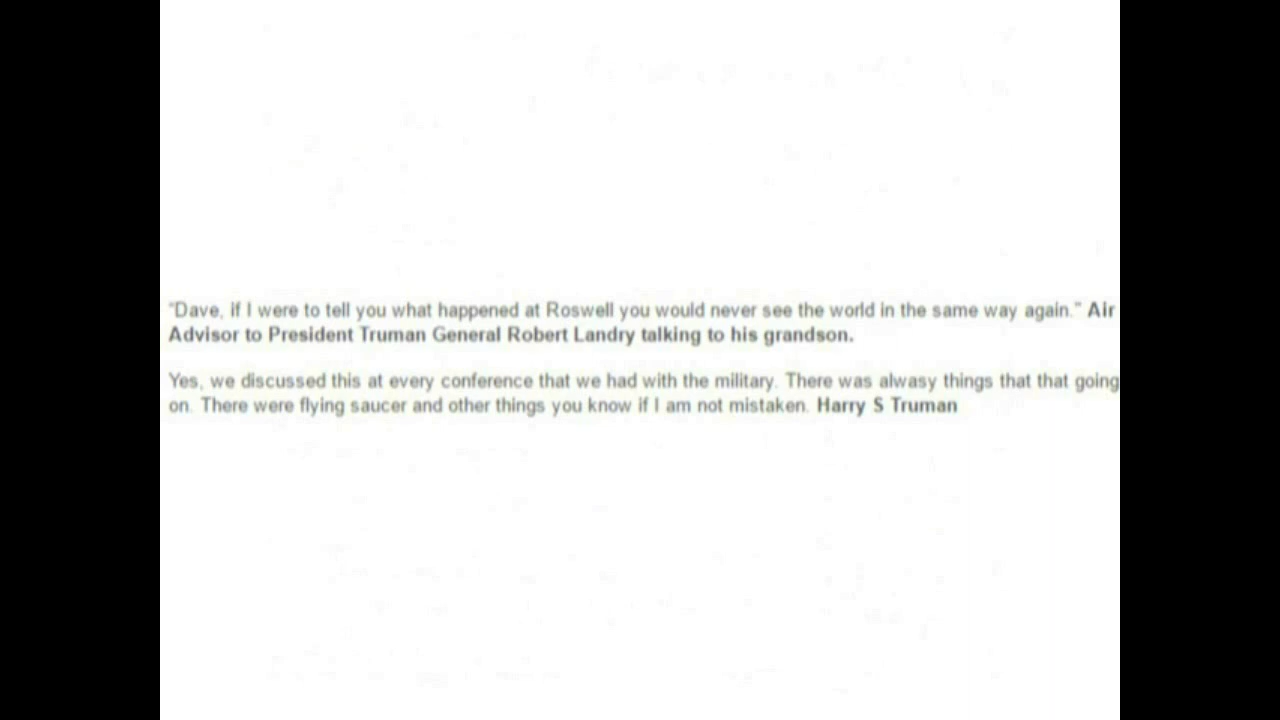 "Dave, if I were to tell you what happened at Roswell you would never see the world in the same way again." Air
Advisor to President Truman General Robert Landry talking to his grandson.
Yes, we discussed this at every conference that we had with the military. There was alwasy things that that going
on. There were flying saucer and other things you know if I am not mistaken. Harry S Truman